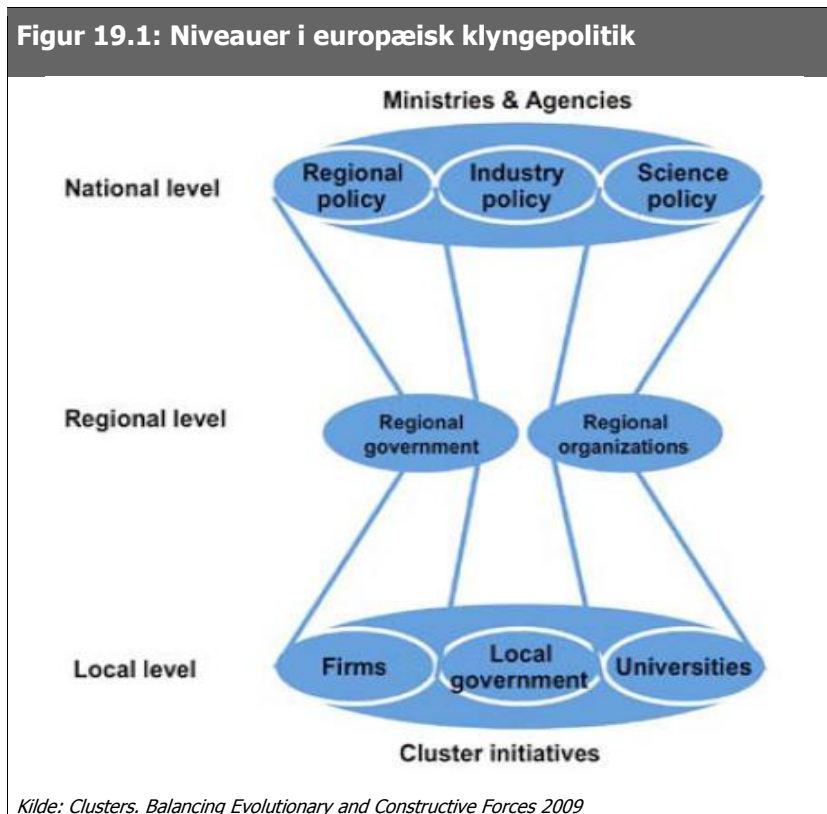 Figur 19.1: Niveauer i europæisk klyngepolitik
Ministries & Agencies
National level
Regional
policy
Industry
policy
Science
policy
Regional level
Regional
government
Regional
organizations
Local level
Firms
Local
government
Universities
Cluster initiatives
Kilde: Clusters. Balancing Evolutionary and Constructive Forces 2009